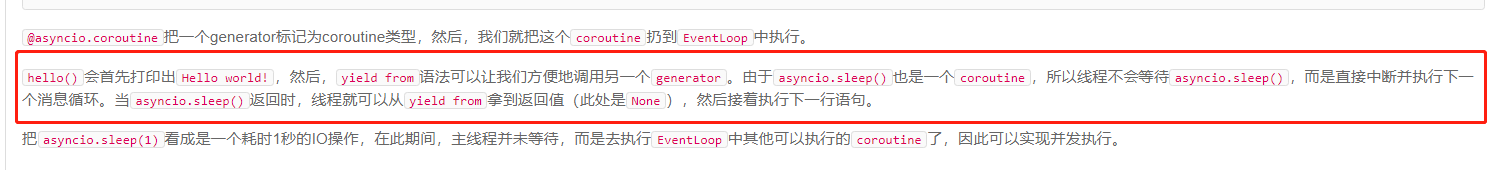 @asyncio.coroutine把一个generator标记为coroutine类型，然后，我们就把这个coroutine扔到EventLoop中执行。
hello()会首先打印出Hello world!，然后，yield from语法可以让我们方便地调用另一个generator。由于asyncio.sleep()也是一个coroutine，所以线程不会等待asyncio.sleep()，而是直接中断并执行下一
个消息循环。当asyncio.sleep()返回时，线程就可以从yield from拿到返回值（此处是None），然后接着执行下一行语句。
把asyncio.sleep(1)看成是一个耗时1秒的IO操作，在此期间，主线程并未等待，而是去执行EventLoop中其他可以执行的coroutine了，因此可以实现并发执行。